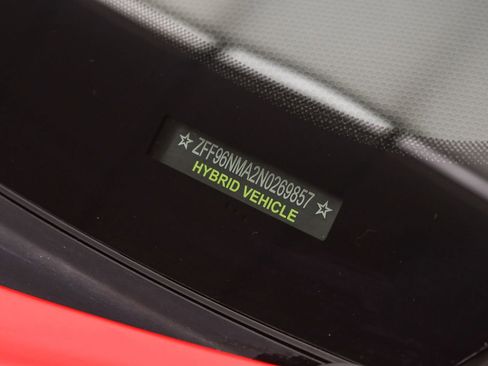 ☆ ZFF96NMA2N0269857 ☆
HYBRID VEHICLE